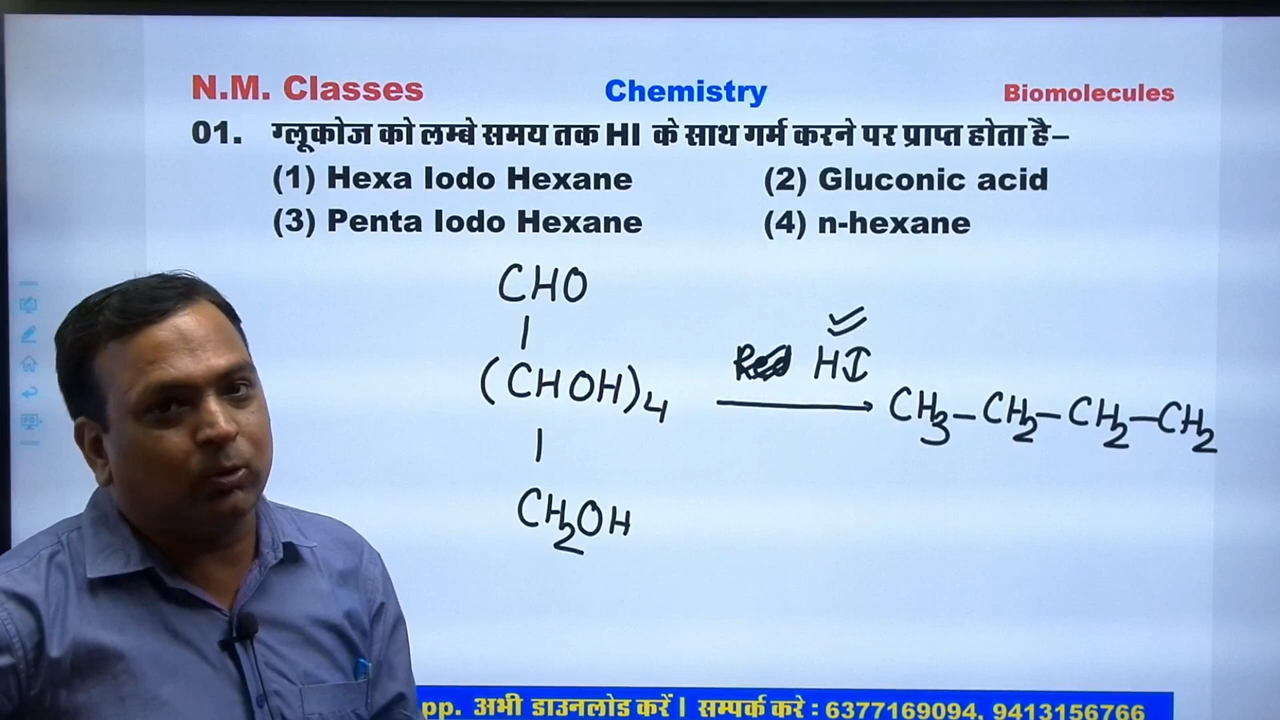 N.M. Classes Chemistry Biomolecules
01. ग्लूकोज को लम्बे समय तक HI के साथ गर्म करने पर प्राप्त होता है–
(1) Hexa Iodo Hexane (2) Gluconic acid
(3) Penta Iodo Hexane (4) n-hexane
CHO
(CHOH)4 HI CH3–CH2–CH2–CH2
CH2OH
pp. अभी डाउनलोड करें। सम्पर्क करे : 6377169094, 9413156766